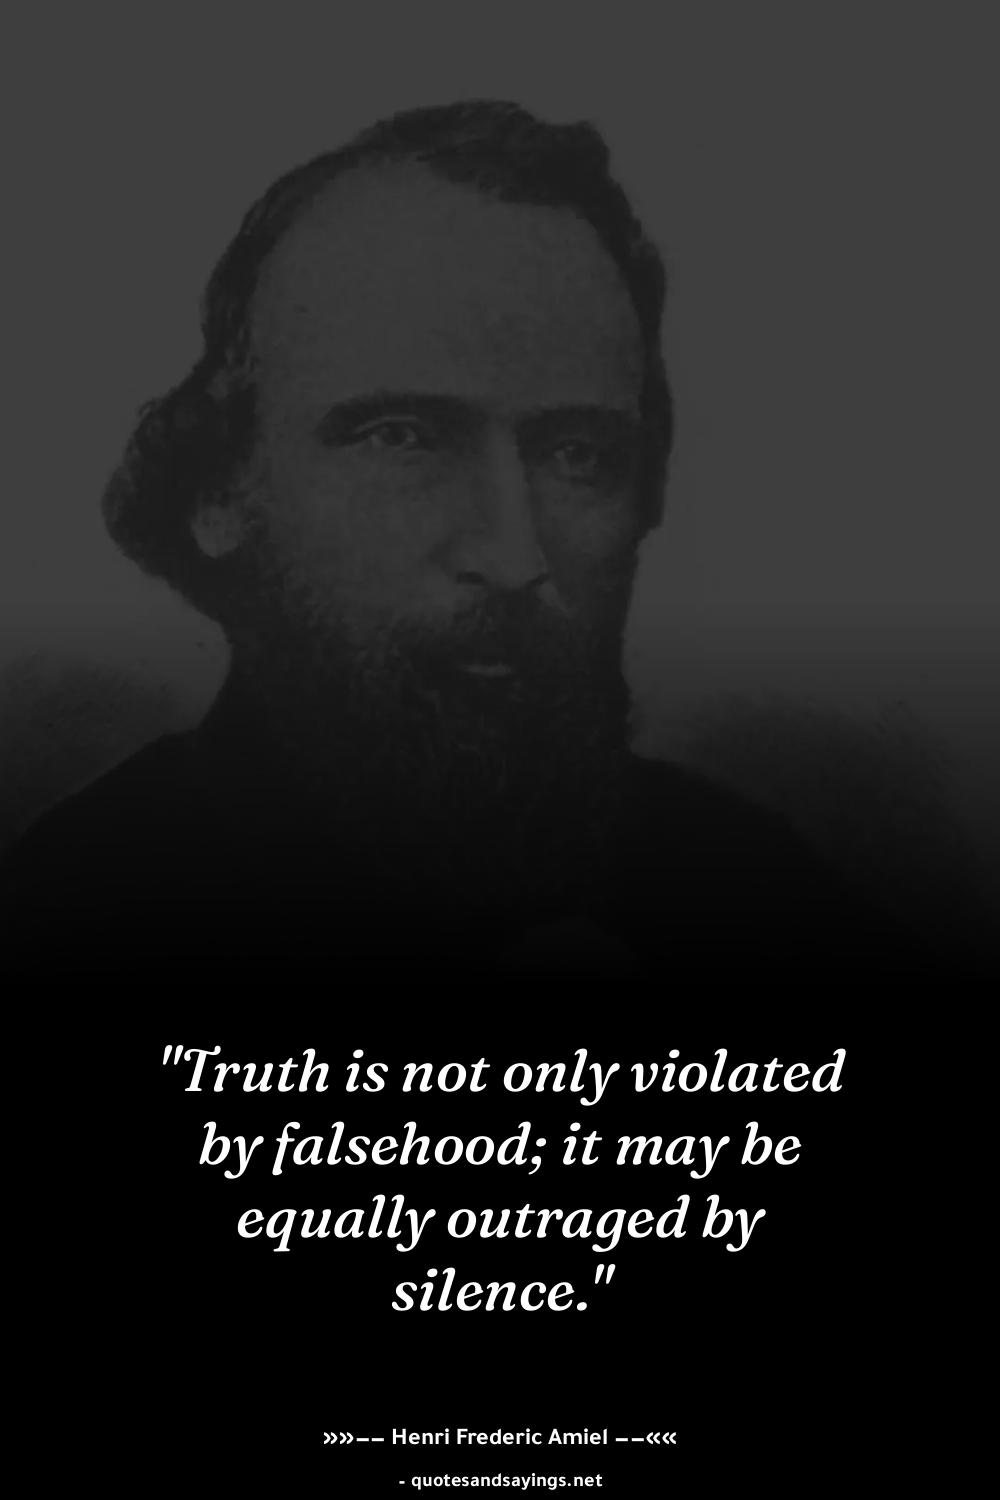 "Truth is not only violated
by falsehood; it may be
equally outraged by
silence."
»»–– Henri Frederic Amiel ––««
- quotesandsayings.net